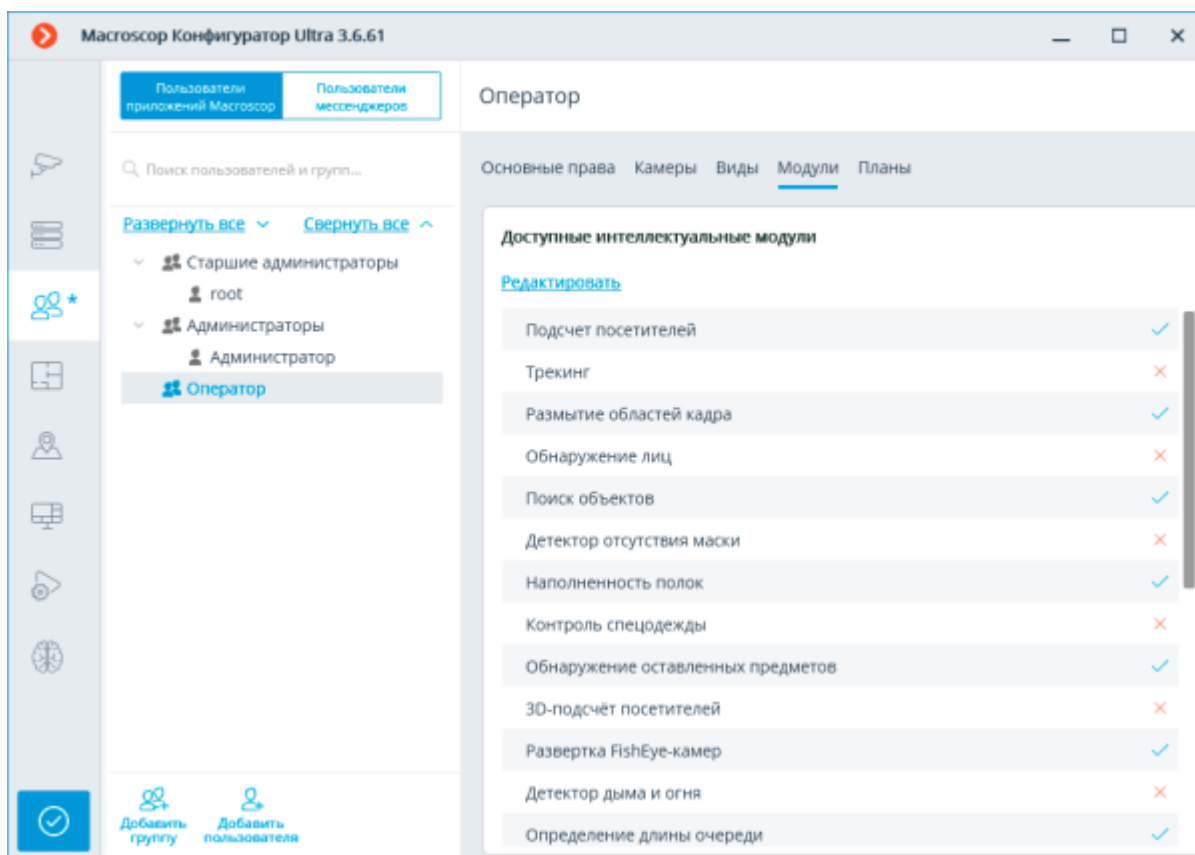 Macroscop Конфигуратор Ultra 3.6.61
Пользователи приложений Macroscop
Пользователи мессенджеров
Поиск пользователей и групп...
Развернуть все
Свернуть все
Старшие администраторы
root
Администраторы
Администратор
Оператор
Добавить группу
Добавить пользователя
Оператор
Основные права Камеры Виды Модули Планы
Доступные интеллектуальные модули
Редактировать
Подсчет посетителей
Трекинг
Размытие областей кадра
Обнаружение лиц
Поиск объектов
Детектор отсутствия маски
Наполненность полок
Контроль спецодежды
Обнаружение оставленных предметов
3D-подсчёт посетителей
Развертка FishEye-камер
Детектор дыма и огня
Определение длины очереди